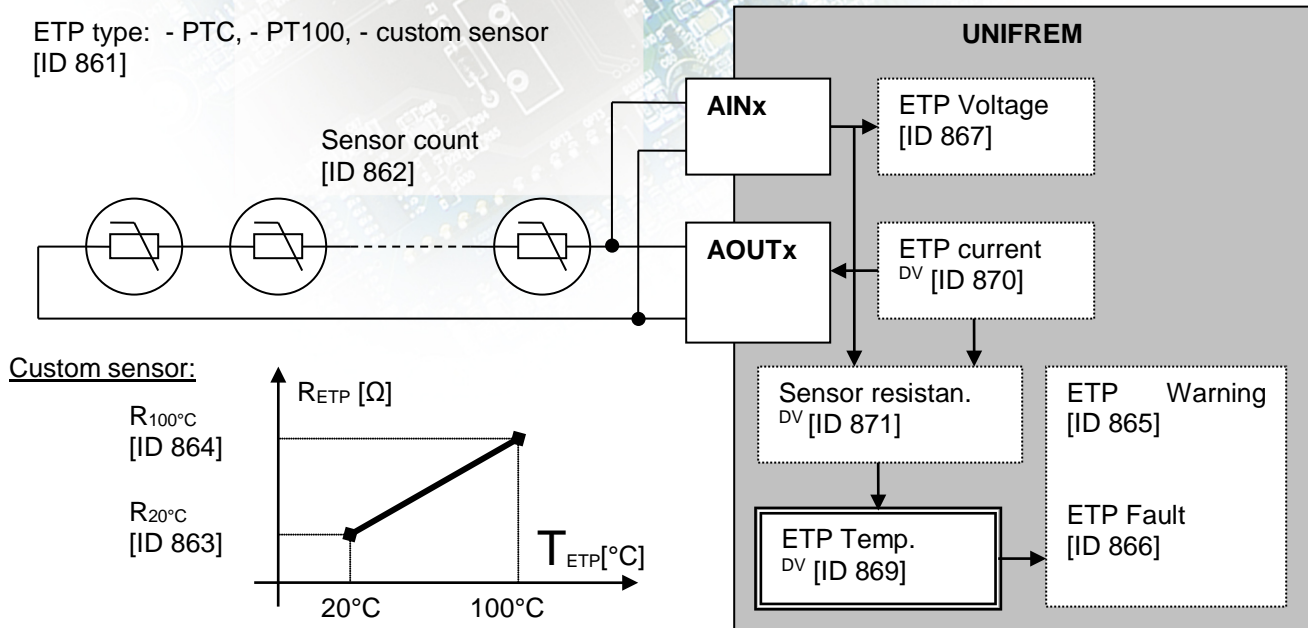 ETP type: - PTC, - PT100, - custom sensor
[ID 861]
Sensor count
[ID 862]
UNIFREM
AINx
ETP Voltage
[ID 867]
AOUTx
ETP current
DV [ID 870]
Sensor resistan.
DV [ID 871]
ETP Warning
[ID 865]
ETP Fault
[ID 866]
ETP Temp.
DV [ID 869]
Custom sensor:
RETP [Ω]
R100°C
[ID 864]
R20°C
[ID 863]
TETP[°C]
20°C
100°C